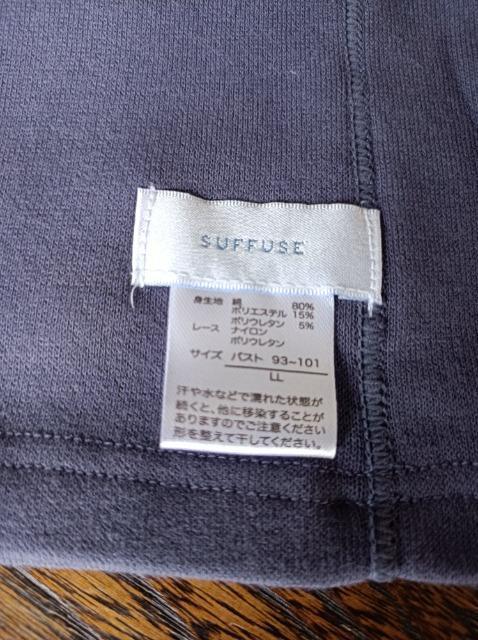 SUFFUSE
身生地 綿 80%
ポリエステル 15%
ポリウレタン 5%
レース ナイロン
ポリウレタン
サイズ バスト 93~101
LL
汗や水などで濡れた状態が
続くと、他に移染することが
ありますのでご注意ください
形を整えて干してください。